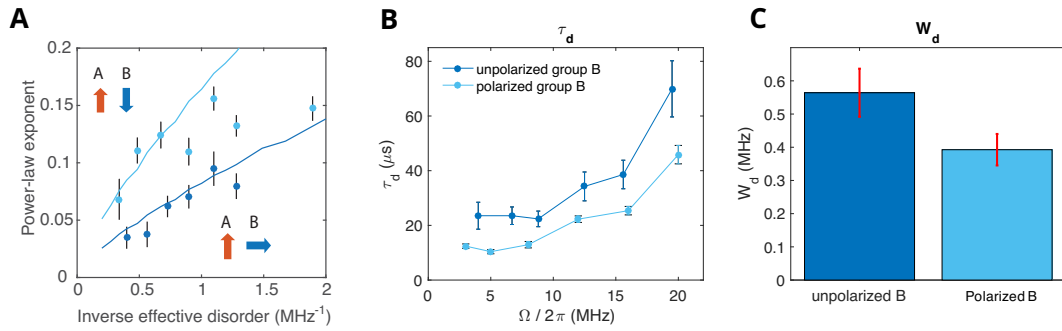 A
0.2
0.15
0.1
0.05
0
Power-law exponent
A B
A B
0 0.5 1 1.5 2
Inverse effective disorder (MHz⁻¹)
B
τd
unpolarized group B
polarized group B
80
60
40
20
0
τd (μs)
0 5 10 15 20
Ω / 2π (MHz)
C
Wd
0.6
0.5
0.4
0.3
0.2
0.1
0
Wd (MHz)
unpolarized B Polarized B